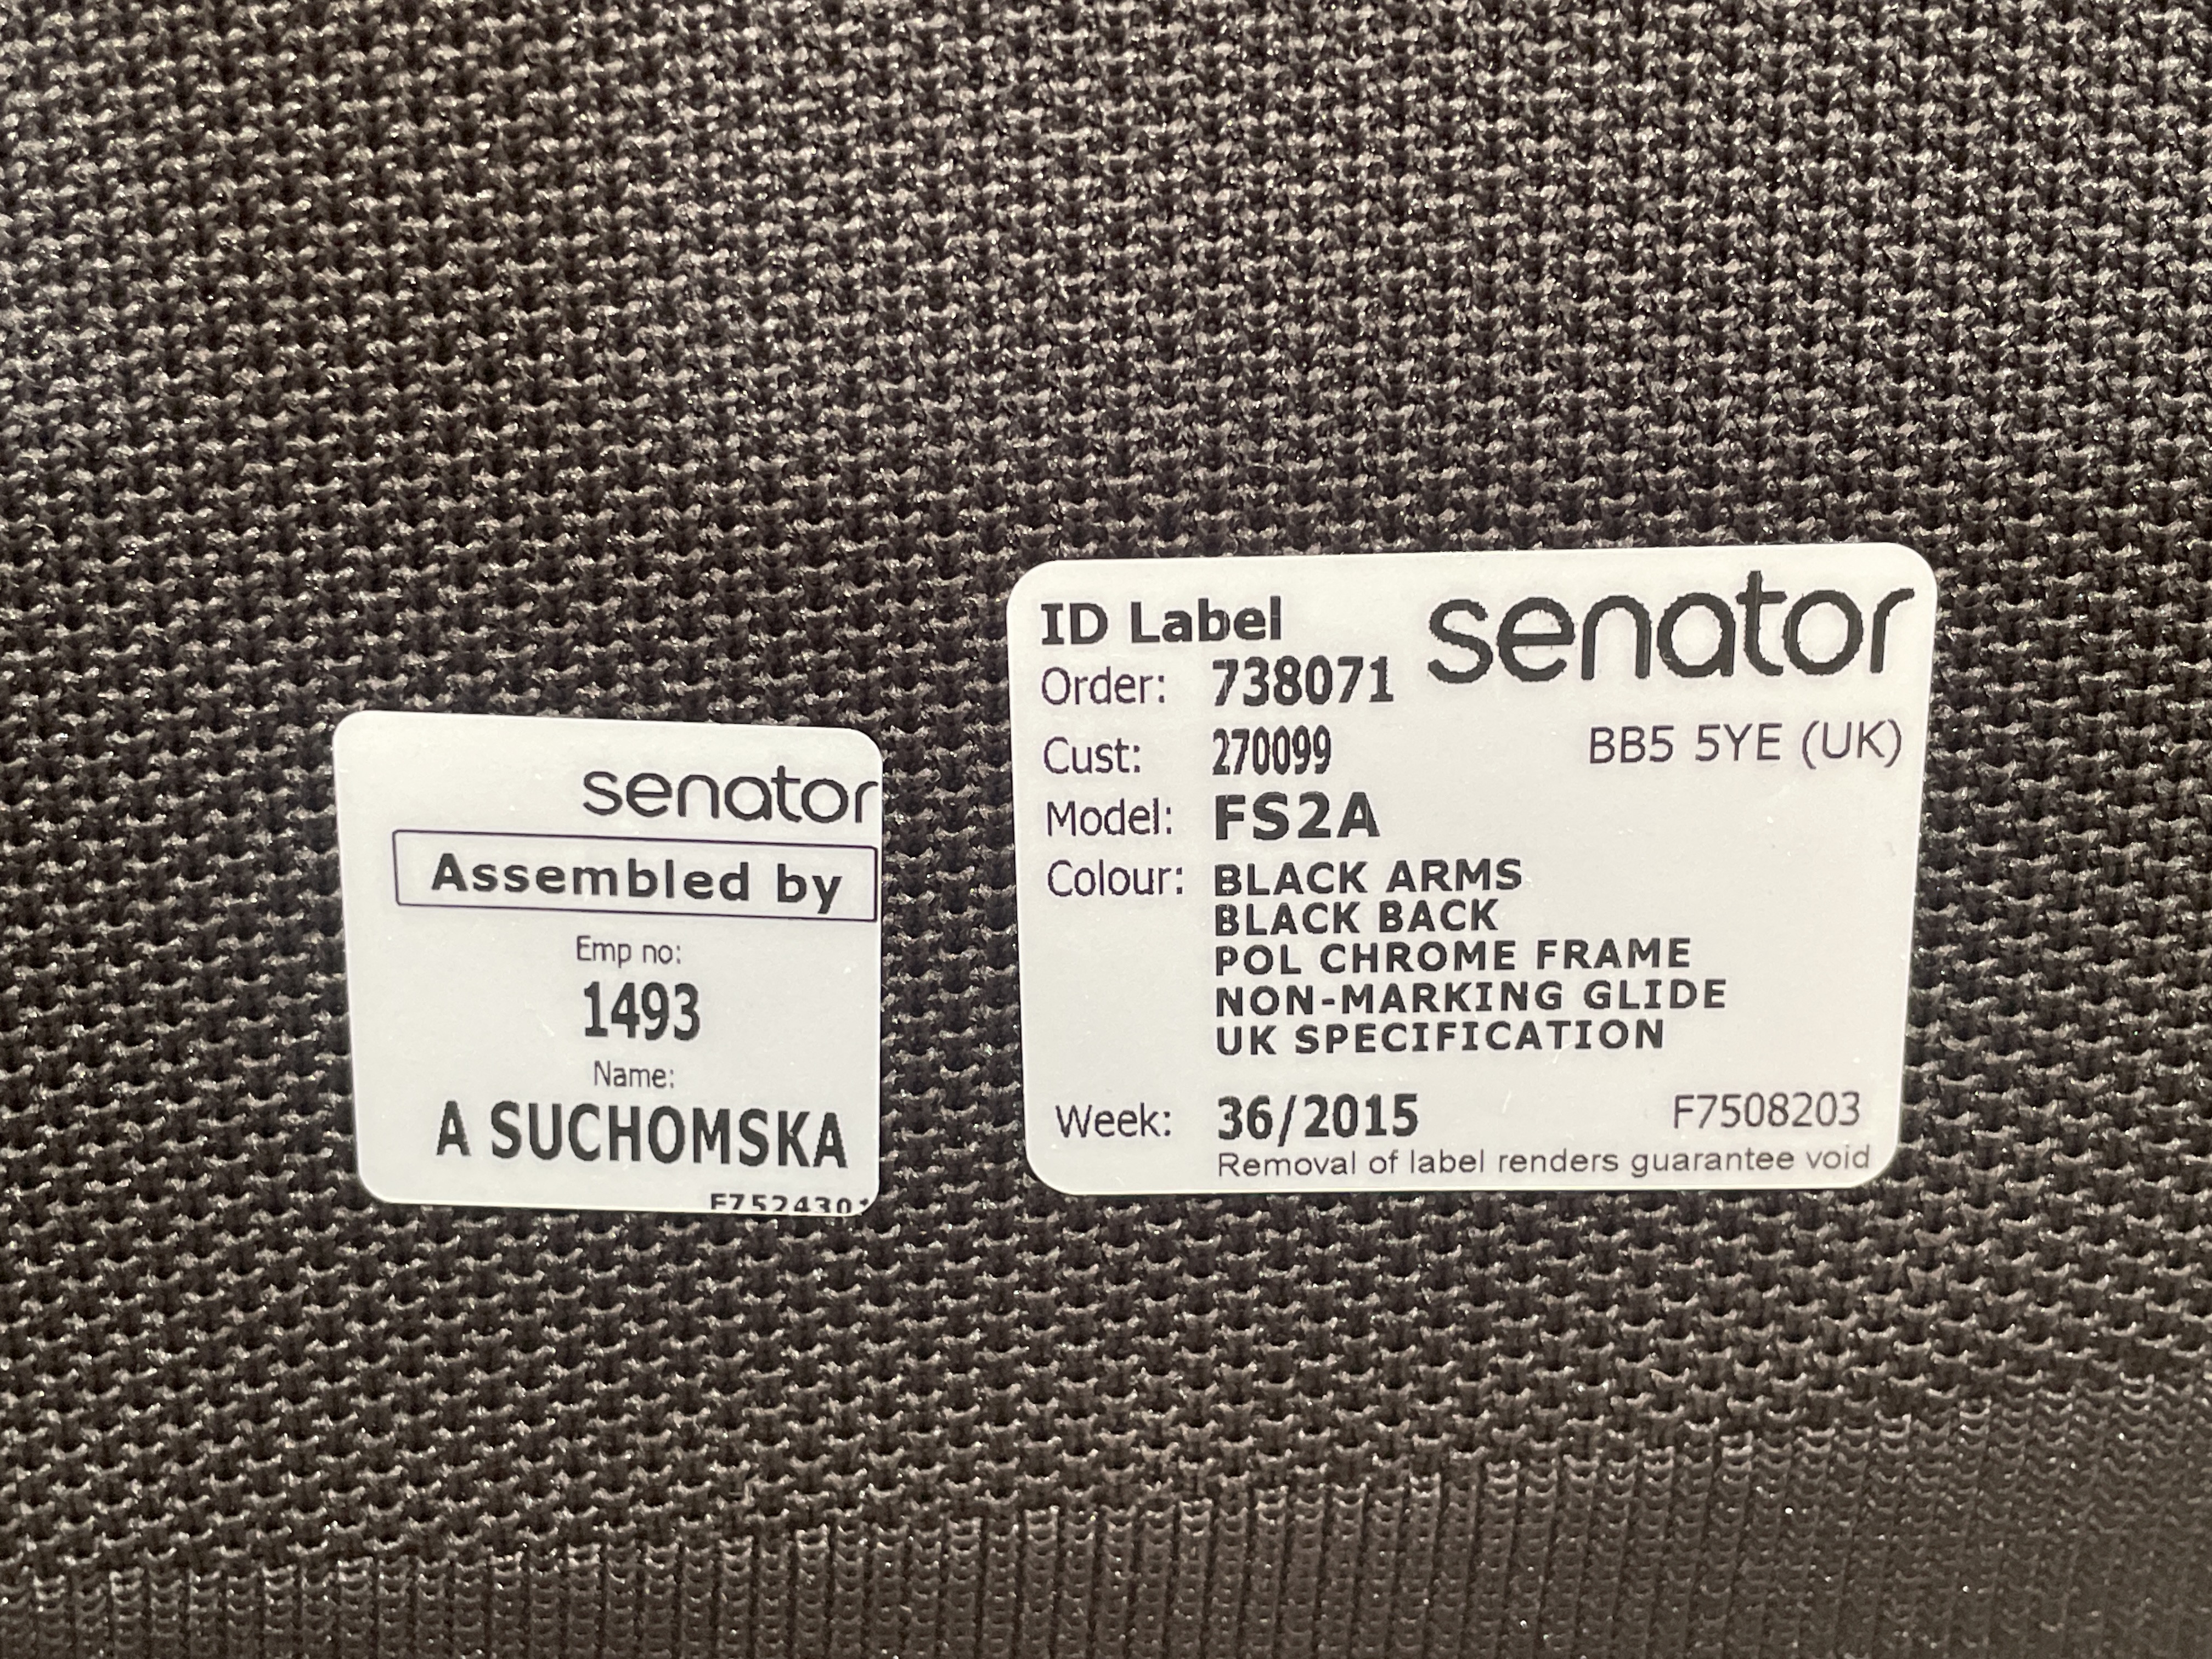 senator
Assembled by
Emp no:
1493
Name:
A SUCHOMSKA
ID Label
senator
Order: 738071
Cust: 270099
BB5 5YE (UK)
Model: FS2A
Colour: BLACK ARMS
BLACK BACK
POL CHROME FRAME
NON-MARKING GLIDE
UK SPECIFICATION
Week: 36/2015
F7508203
Removal of label renders guarantee void